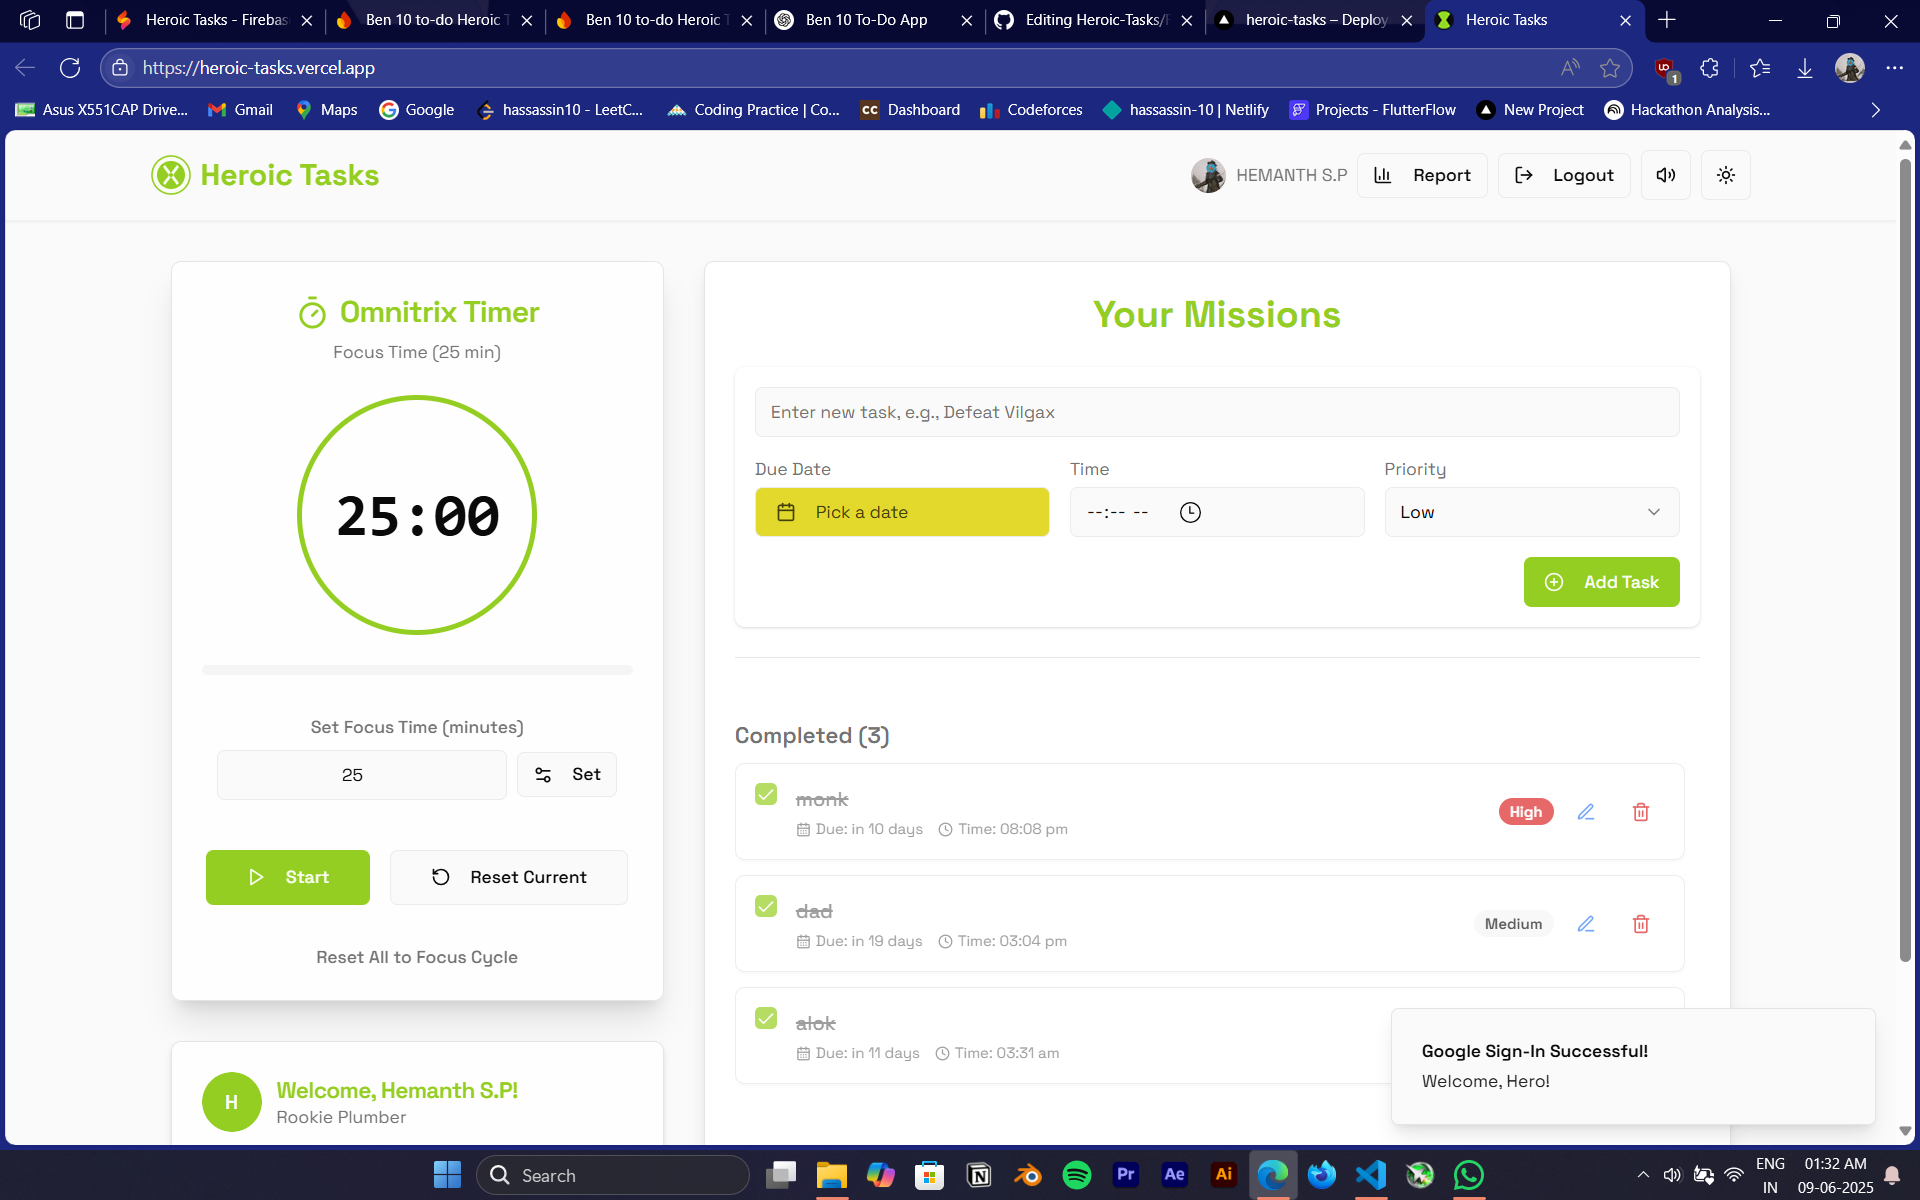 Heroic Tasks - Firebas
Ben 10 to-do Heroic T
Ben 10 to-do Heroic T
Ben 10 To-Do App
Editing Heroic-Tasks/F
heroic-tasks – Deploy
Heroic Tasks
https://heroic-tasks.vercel.app
1
Asus X551CAP Drive...
Gmail
Maps
Google
hassassin10 - LeetC...
Coding Practice | Co...
CC Dashboard
Codeforces
hassassin-10 | Netlify
Projects - FlutterFlow
New Project
Hackathon Analysis...
Heroic Tasks
HEMANTH S.P
Report
Logout
Omnitrix Timer
Focus Time (25 min)
25:00
Set Focus Time (minutes)
25
Set
Start
Reset Current
Reset All to Focus Cycle
H
Welcome, Hemanth S.P!
Rookie Plumber
Your Missions
Enter new task, e.g., Defeat Vilgax
Due Date
Time
Priority
Pick a date
--:-- --
Low
Add Task
Completed (3)
monk
Due: in 10 days
Time: 08:08 pm
High
dad
Due: in 19 days
Time: 03:04 pm
Medium
alok
Due: in 11 days
Time: 03:31 am
Google Sign-In Successful!
Welcome, Hero!
Search
Pr
Ae
Ai
ENG
IN
01:32 AM
09-06-2025